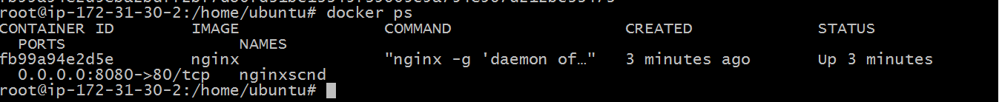 root@ip-172-31-30-2:/home/ubuntu# docker ps
CONTAINER ID        IMAGE               COMMAND                  CREATED             STATUS
  PORTS                  NAMES
fb99a94e2d5e        nginx               "nginx -g 'daemon of…"   3 minutes ago       Up 3 minutes
  0.0.0.0:8080->80/tcp   nginxscnd
root@ip-172-31-30-2:/home/ubuntu#